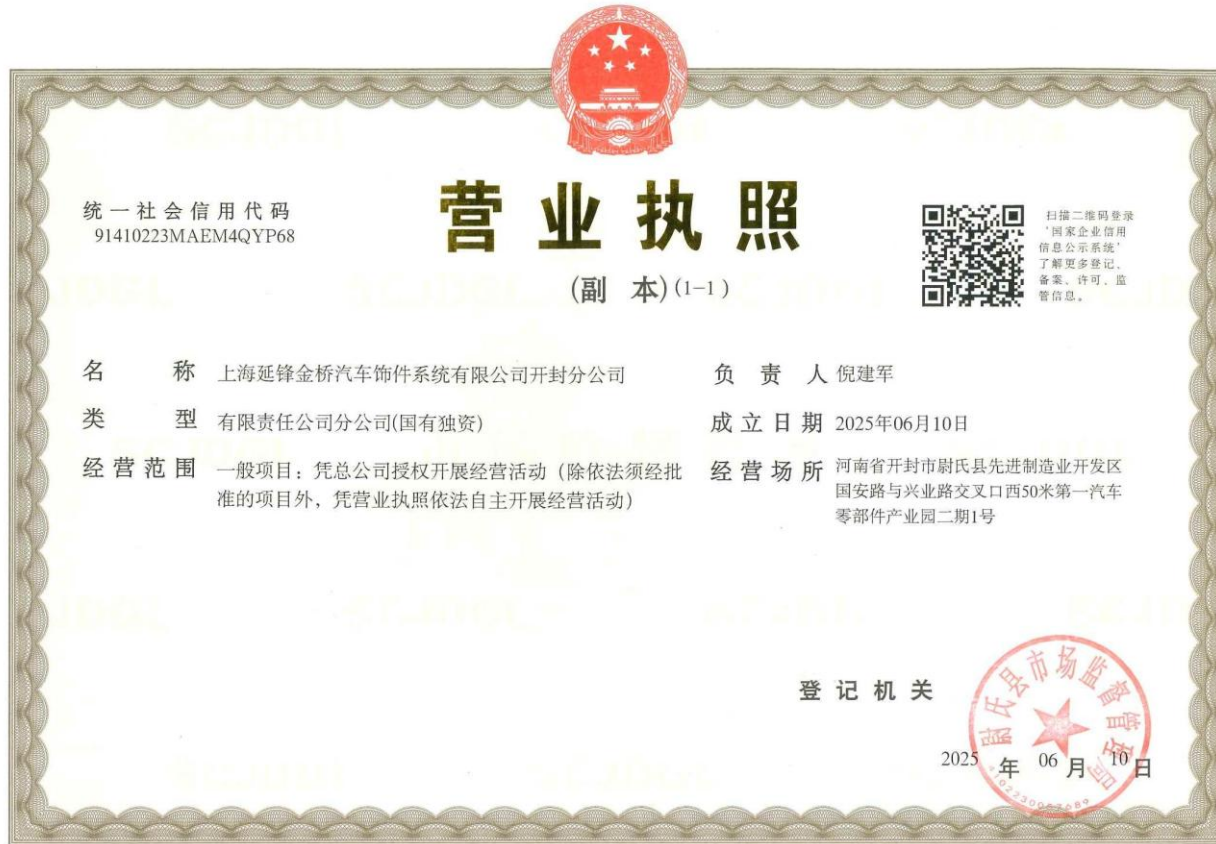 营业执照
(副 本)(1-1)
统一社会信用代码
91410223MAEM4QYP68
扫描二维码登录
‘国家企业信用
信息公示系统’
了解更多登记、
备案、许可、监
管信息。
名 称 上海延锋金桥汽车饰件系统有限公司开封分公司
类 型 有限责任公司分公司(国有独资)
经营范围 一般项目：凭总公司授权开展经营活动（除依法须经批
准的项目外，凭营业执照依法自主开展经营活动）
负 责 人 倪建军
成立日期 2025年06月10日
经营场所 河南省开封市尉氏县先进制造业开发区
国安路与兴业路交叉口西50米第一汽车
零部件产业园二期1号
登记机关
尉氏县市场监督管理局
2025 年 06 月 10 日